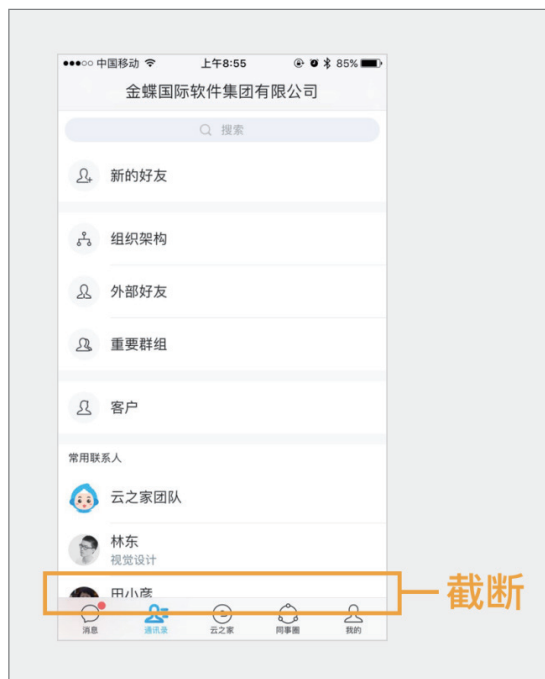 中国移动 上午8:55 85%
金蝶国际软件集团有限公司
搜索
新的好友
组织架构
外部好友
重要群组
客户
常用联系人
云之家团队
林东
视觉设计
田小彦
截断
消息 通讯录 云之家 同事圈 我的